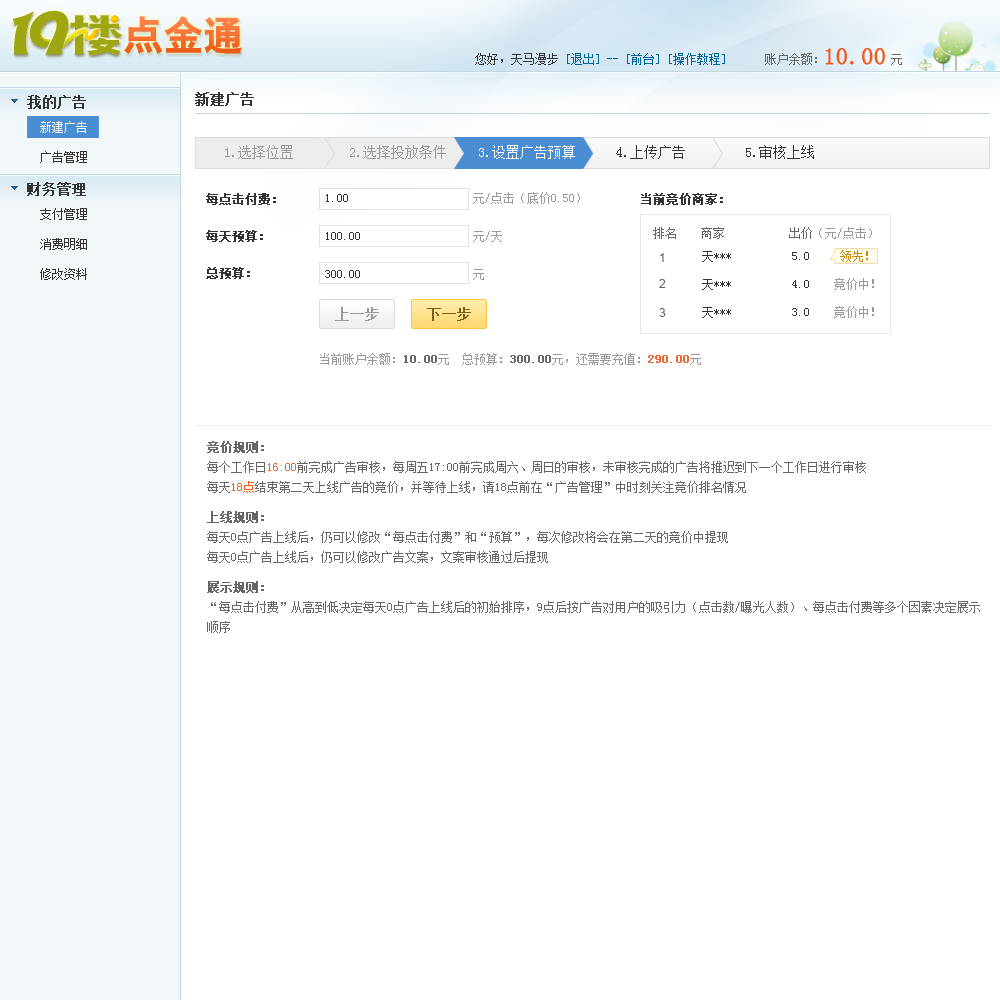 19楼点金通
您好，天马漫步 [退出] -- [前台] [操作教程] 账户余额：10.00 元
我的广告
新建广告
广告管理
财务管理
支付管理
消费明细
修改资料
新建广告
1.选择位置 2.选择投放条件 3.设置广告预算 4.上传广告 5.审核上线
每点击付费： 1.00 元/点击（底价0.50）
每天预算： 100.00 元/天
总预算： 300.00 元
上一步 下一步
当前账户余额：10.00元 总预算：300.00元，还需要充值：290.00元
当前竞价商家：
排名 商家 出价（元/点击）
1 天*** 5.0 领先！
2 天*** 4.0 竞价中！
3 天*** 3.0 竞价中！
竞价规则：
每个工作日16:00前完成广告审核，每周五17:00前完成周六、周日的审核，未审核完成的广告将推迟到下一个工作日进行审核
每天18点结束第二天上线广告的竞价，并等待上线，请18点前在“广告管理”中时刻关注竞价排名情况
上线规则：
每天0点广告上线后，仍可以修改“每点击付费”和“预算”，每次修改将会在第二天的竞价中提现
每天0点广告上线后，仍可以修改广告文案，文案审核通过后提现
展示规则：
“每点击付费”从高到低决定每天0点广告上线后的初始排序，9点后按广告对用户的吸引力（点击数/曝光人数）、每点击付费等多个因素决定展示
顺序